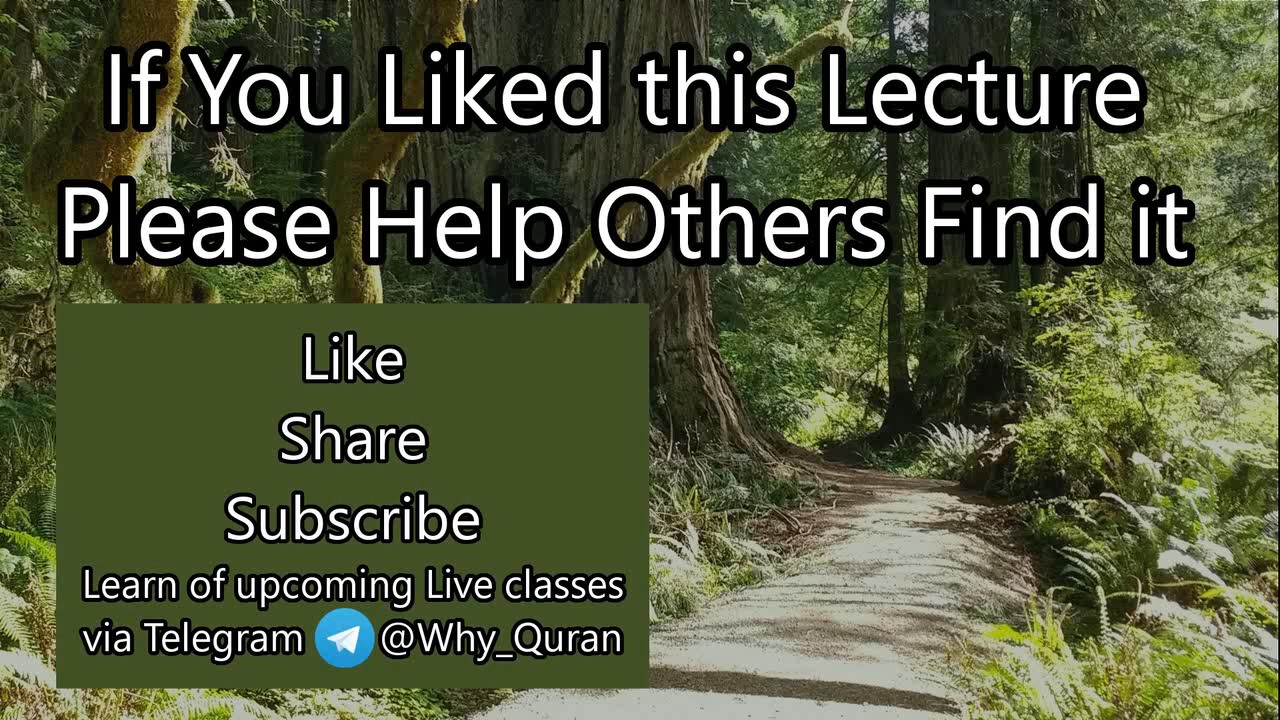 If You Liked this Lecture
Please Help Others Find it
Like
Share
Subscribe
Learn of upcoming Live classes
via Telegram @Why_Quran